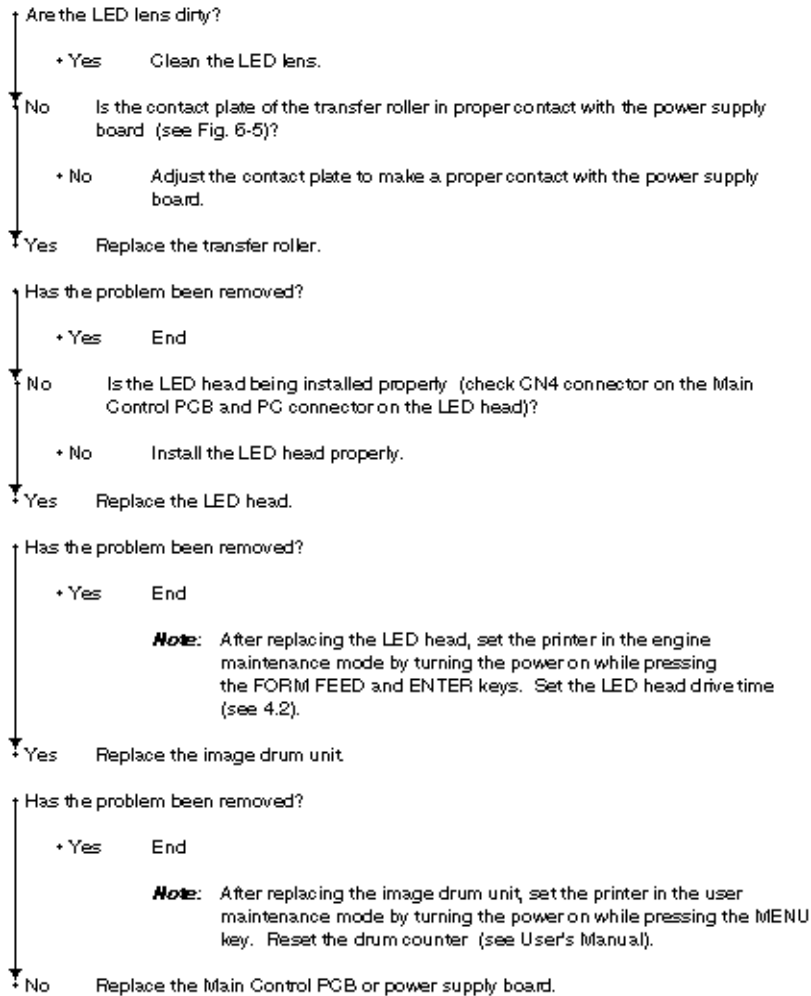 Are the LED lens dirty?
• Yes Clean the LED lens.
No Is the contact plate of the transfer roller in proper contact with the power supply
board (see Fig. 6-5)?
• No Adjust the contact plate to make a proper contact with the power supply
board.
Yes Replace the transfer roller.
Has the problem been removed?
• Yes End
No Is the LED head being installed properly (check CN4 connector on the Main
Control PCB and PC connector on the LED head)?
• No Install the LED head properly.
Yes Replace the LED head.
Has the problem been removed?
• Yes End
Note: After replacing the LED head, set the printer in the engine
maintenance mode by turning the power on while pressing
the FORM FEED and ENTER keys. Set the LED head drive time
(see 4.2).
Yes Replace the image drum unit.
Has the problem been removed?
• Yes End
Note: After replacing the image drum unit, set the printer in the user
maintenance mode by turning the power on while pressing the MENU
key. Reset the drum counter (see User's Manual).
No Replace the Main Control PCB or power supply board.